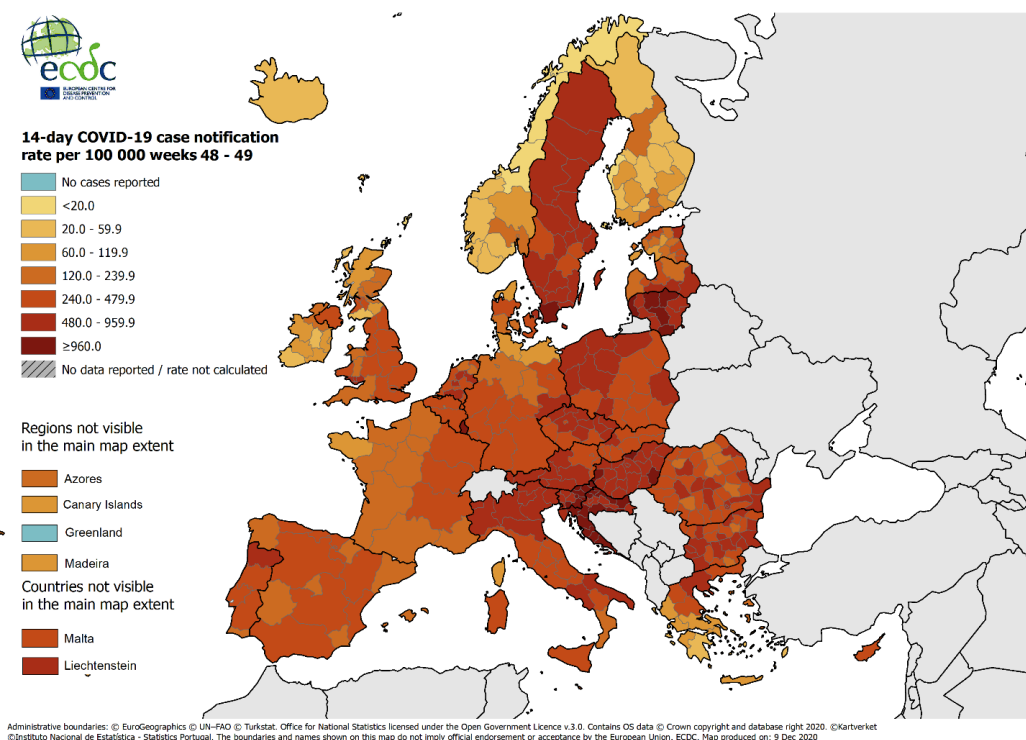 ecdc
EUROPEAN CENTRE FOR
DISEASE PREVENTION
AND CONTROL
14-day COVID-19 case notification
rate per 100 000 weeks 48 - 49
No cases reported
<20.0
20.0 - 59.9
60.0 - 119.9
120.0 - 239.9
240.0 - 479.9
480.0 - 959.9
≥960.0
No data reported / rate not calculated
Regions not visible
in the main map extent
Azores
Canary Islands
Greenland
Madeira
Countries not visible
in the main map extent
Malta
Liechtenstein
Administrative boundaries: © EuroGeographics © UN–FAO © Turkstat. Office for National Statistics licensed under the Open Government Licence v.3.0. Contains OS data © Crown copyright and database right 2020. ©Kartverket
©Instituto Nacional de Estatística - Statistics Portugal. The boundaries and names shown on this map do not imply official endorsement or acceptance by the European Union. ECDC. Map produced on: 9 Dec 2020